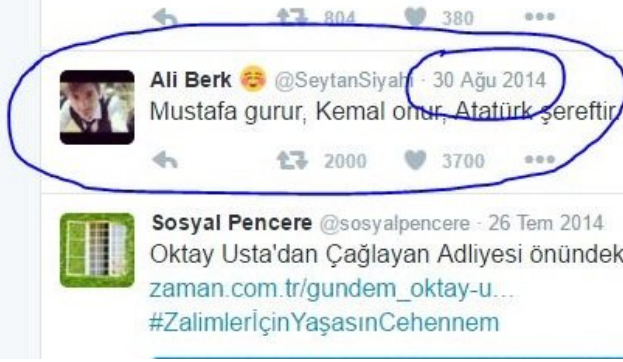 804 380
Ali Berk @SeytanSiyahi · 30 Ağu 2014
Mustafa gurur, Kemal onur, Atatürk şereftir.
2000 3700
Sosyal Pencere @sosyalpencere · 26 Tem 2014
Oktay Usta'dan Çağlayan Adliyesi önündek
zaman.com.tr/gundem_oktay-u...
#ZalimlerİçinYaşasınCehennem